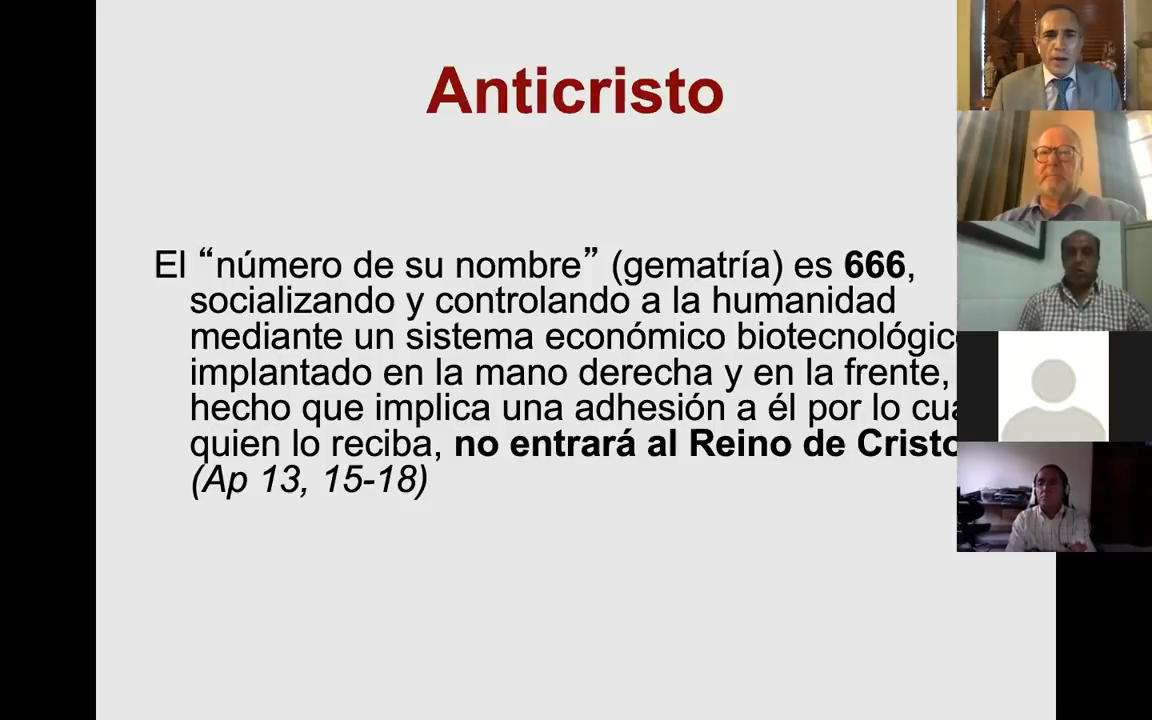 Anticristo
El “número de su nombre” (gematría) es 666,
socializando y controlando a la humanidad
mediante un sistema económico biotecnológic
implantado en la mano derecha y en la frente,
hecho que implica una adhesión a él por lo cua
quien lo reciba, no entrará al Reino de Cristo
(Ap 13, 15-18)